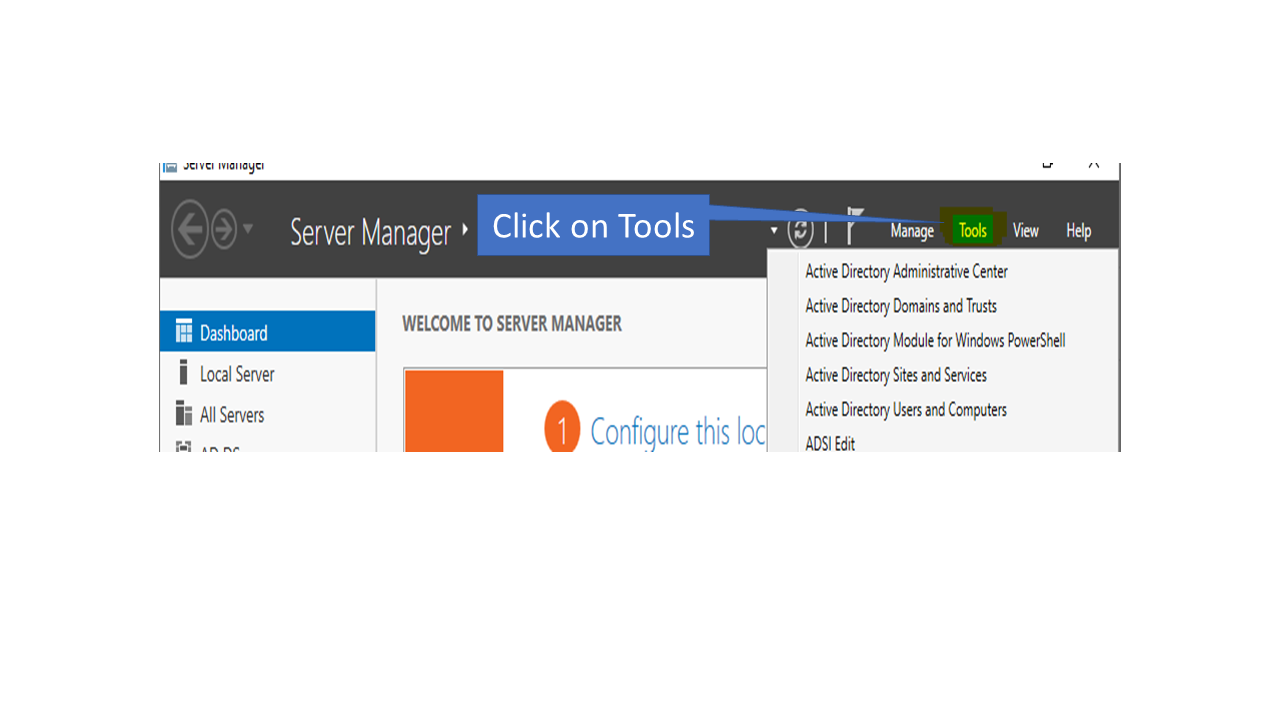 Server Manager
Server Manager
Click on Tools
Manage Tools View Help
Active Directory Administrative Center
Active Directory Domains and Trusts
Active Directory Module for Windows PowerShell
Active Directory Sites and Services
Active Directory Users and Computers
ADSI Edit
Dashboard
Local Server
All Servers
AD DS
WELCOME TO SERVER MANAGER
1 Configure this loc